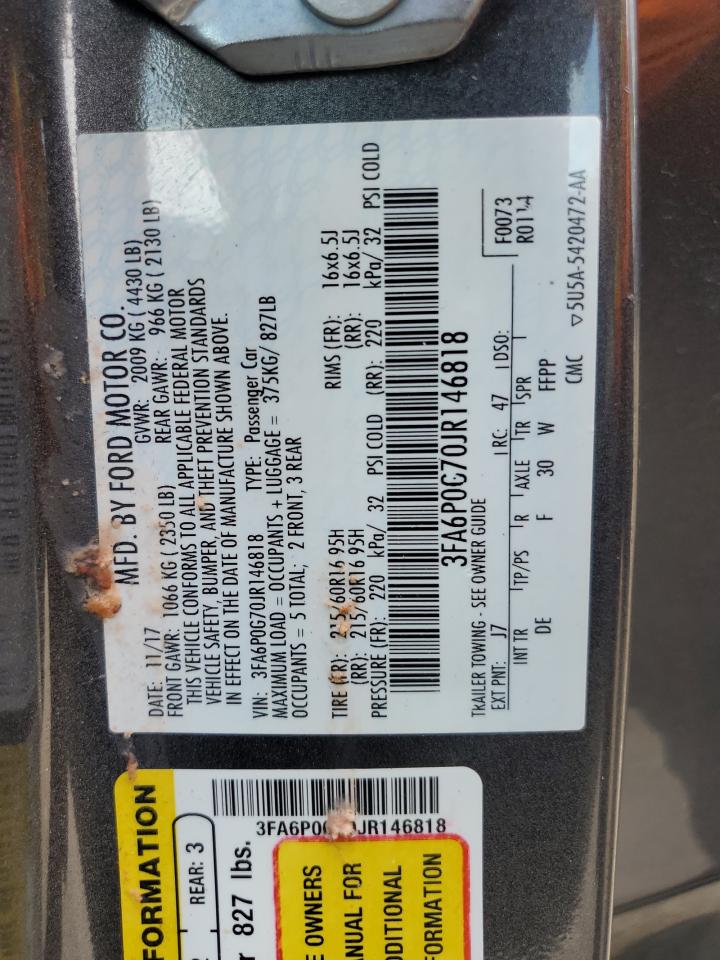 MFD. BY FORD MOTOR CO.
DATE: 11/17 GVWR: 2009 KG ( 4430 LB)
FRONT GAWR: 1066 KG ( 2350 LB) REAR GAWR: 966 KG ( 2130 LB)
THIS VEHICLE CONFORMS TO ALL APPLICABLE FEDERAL MOTOR
VEHICLE SAFETY, BUMPER, AND THEFT PREVENTION STANDARDS
IN EFFECT ON THE DATE OF MANUFACTURE SHOWN ABOVE.
VIN: 3FA6P0G70JR146818 TYPE: Passenger Car
MAXIMUM LOAD = OCCUPANTS + LUGGAGE = 375KG/ 827LB
OCCUPANTS = 5 TOTAL; 2 FRONT, 3 REAR
TIRE (FR): 215/60R16 95H RIMS (FR): 16x6.5J
(RR): 215/60R16 95H (RR): 16x6.5J
PRESSURE (FR): 220 kPa/ 32 PSI COLD (RR): 220 kPa/ 32 PSI COLD
3FA6P0G70JR146818
TRAILER TOWING - SEE OWNER GUIDE F0073
EXT PNT: J7 RC: 47 DSO:
INT TR TP/PS R AXLE TR SPR
DE F 30 W FFPP
CMC ▽5U5A-5420472-AA
FORMATION
REAR: 3
827 lbs.
JR146818
E OWNERS
ANUAL FOR
DDITIONAL
FORMATION